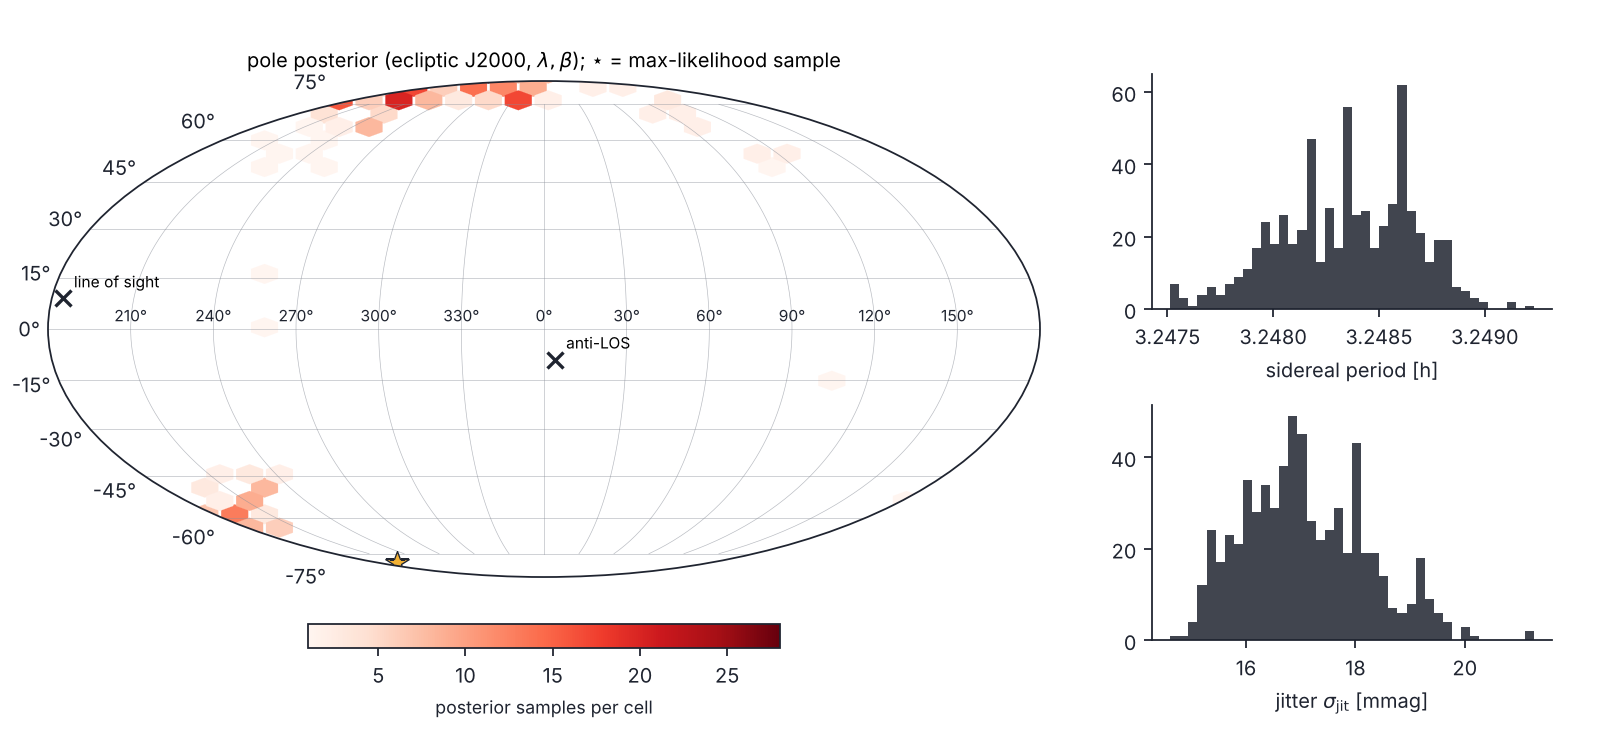 pole posterior (ecliptic J2000, λ, β); ⋆ = max-likelihood sample
75°
60°
45°
30°
15°
0°
-15°
-30°
-45°
-60°
-75°
line of sight
210° 240° 270° 300° 330° 0° 30° 60° 90° 120° 150°
anti-LOS
5 10 15 20 25
posterior samples per cell
60
40
20
0
3.2475 3.2480 3.2485 3.2490
sidereal period [h]
40
20
0
16 18 20
jitter σjit [mmag]